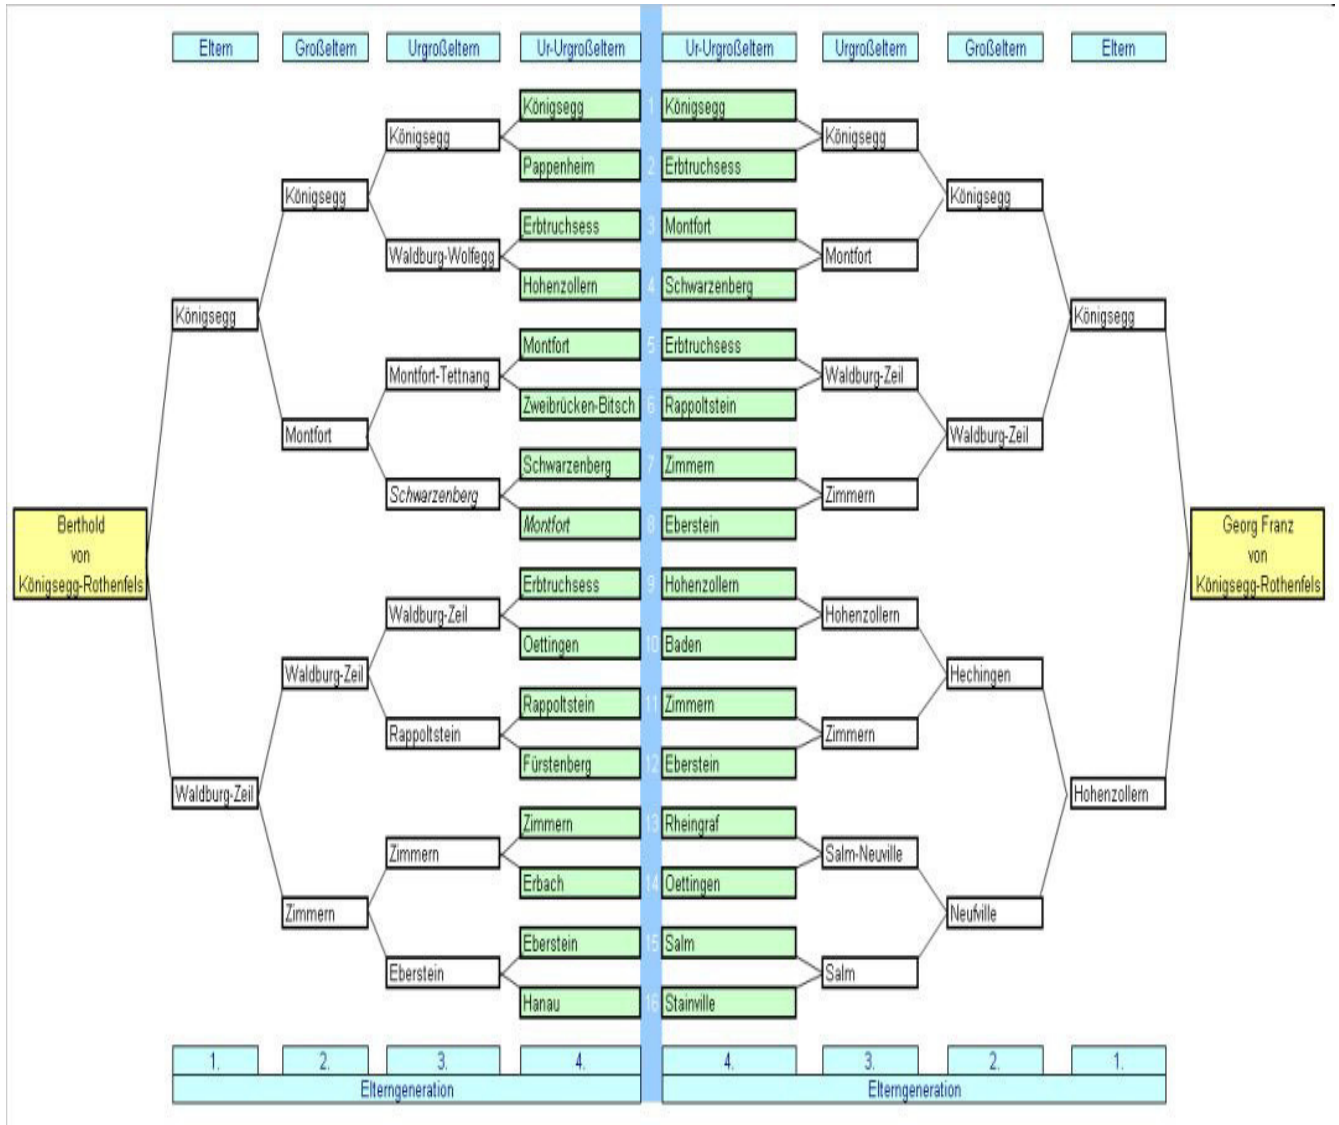 Eltern Großeltern Urgroßeltern Ur-Urgroßeltern Ur-Urgroßeltern Urgroßeltern Großeltern Eltern
Königsegg 1 Königsegg
Königsegg Königsegg
Pappenheim 2 Erbtruchsess
Königsegg Königsegg
Erbtruchsess 3 Montfort
Waldburg-Wolfegg Montfort
Hohenzollern 4 Schwarzenberg
Königsegg Königsegg
Montfort 5 Erbtruchsess
Montfort-Tettnang Waldburg-Zeil
Zweibrücken-Bitsch 6 Rappoltstein
Montfort Waldburg-Zeil
Schwarzenberg 7 Zimmern
Schwarzenberg Zimmern
Montfort 8 Eberstein
Berthold
von
Königsegg-Rothenfels
Georg Franz
von
Königsegg-Rothenfels
Erbtruchsess 9 Hohenzollern
Waldburg-Zeil Hohenzollern
Oettingen 10 Baden
Waldburg-Zeil Hechingen
Rappoltstein 11 Zimmern
Rappoltstein Zimmern
Fürstenberg 12 Eberstein
Waldburg-Zeil Hohenzollern
Zimmern 13 Rheingraf
Zimmern Salm-Neuville
Erbach 14 Oettingen
Zimmern Neufville
Eberstein 15 Salm
Eberstein Salm
Hanau 16 Stainville
1. 2. 3. 4. 4. 3. 2. 1.
Elterngeneration Elterngeneration